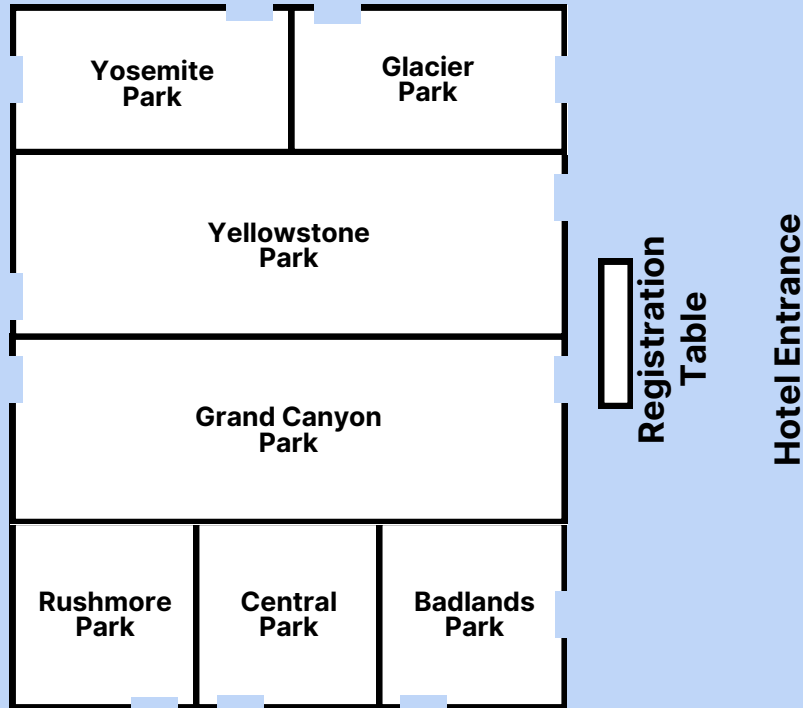 Yosemite
Park
Glacier
Park
Yellowstone
Park
Registration
Table
Hotel Entrance
Grand Canyon
Park
Rushmore
Park
Central
Park
Badlands
Park